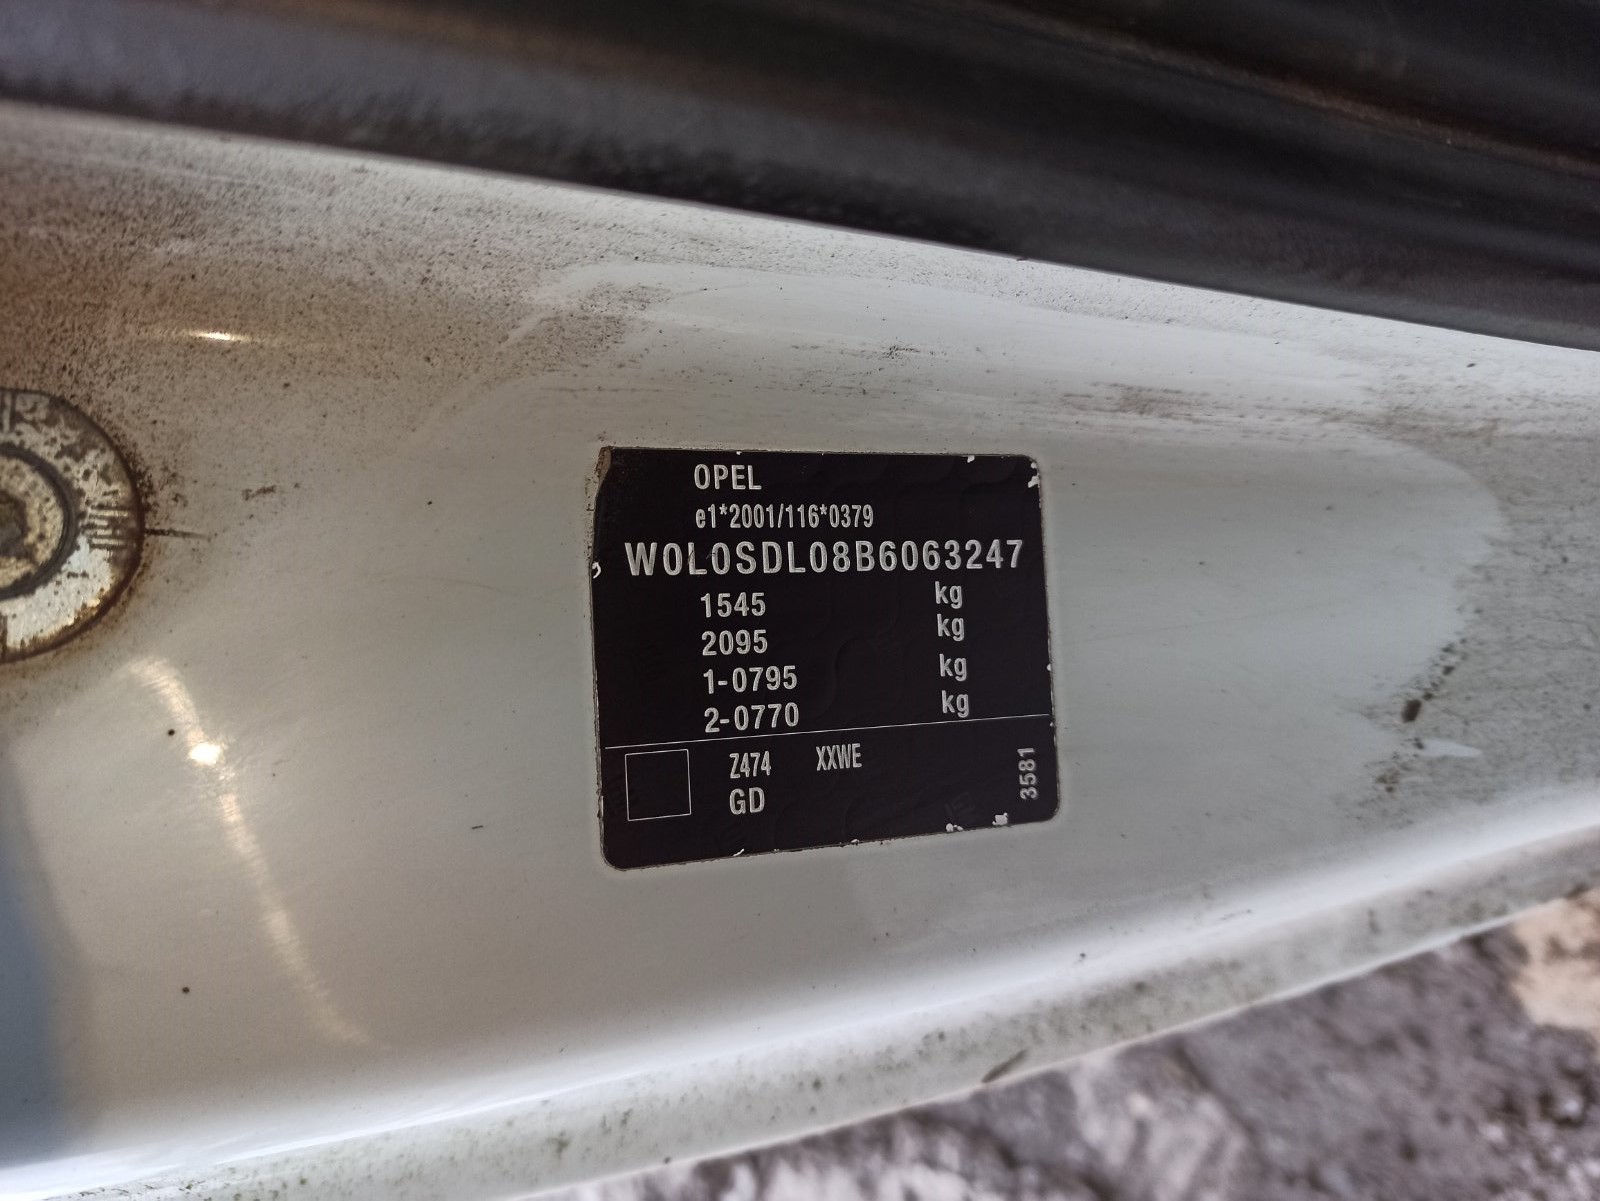 OPEL
e1*2001/116*0379
W0L0SDL08B6063247
1545 kg
2095 kg
1-0795 kg
2-0770 kg
Z474 XXWE
GD
3581